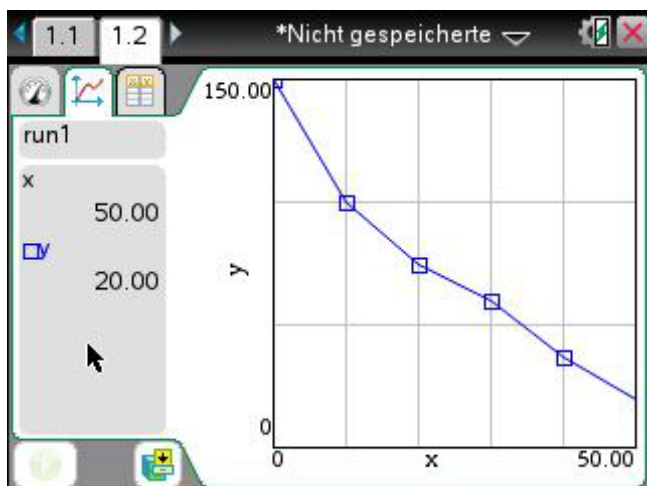 1.1 1.2 *Nicht gespeicherte
run1
x
50.00
y
20.00
150.00
y
0
0 x 50.00